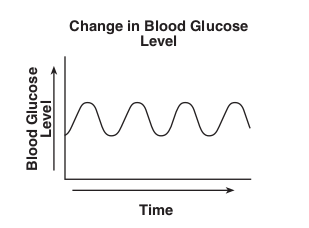 Change in Blood Glucose
Level
Blood Glucose
Level
Time